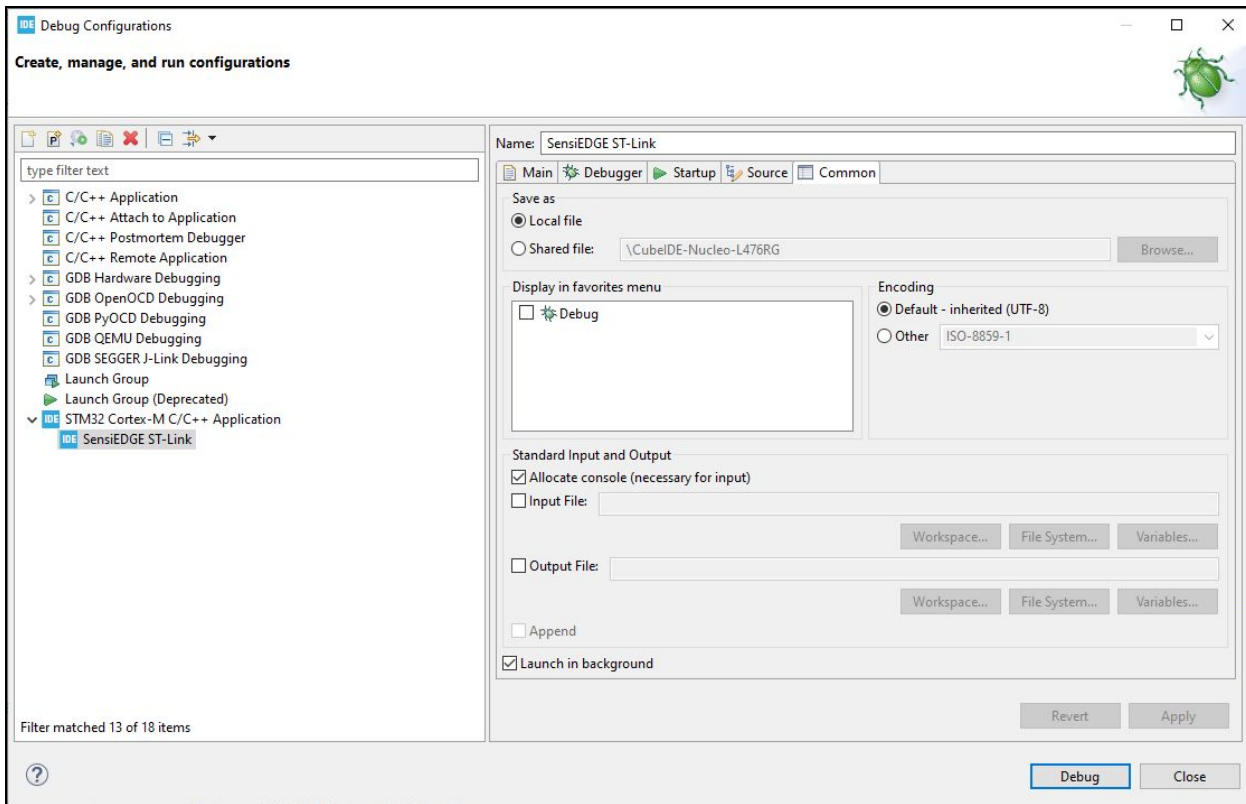 IDE Debug Configurations
Create, manage, and run configurations
type filter text
C/C++ Application
C/C++ Attach to Application
C/C++ Postmortem Debugger
C/C++ Remote Application
GDB Hardware Debugging
GDB OpenOCD Debugging
GDB PyOCD Debugging
GDB QEMU Debugging
GDB SEGGER J-Link Debugging
Launch Group
Launch Group (Deprecated)
IDE STM32 Cortex-M C/C++ Application
IDE SensiEDGE ST-Link
Filter matched 13 of 18 items
Name: SensiEDGE ST-Link
Main Debugger Startup Source Common
Save as
Local file
Shared file: \CubeIDE-Nucleo-L476RG Browse...
Display in favorites menu
Debug
Encoding
Default - inherited (UTF-8)
Other ISO-8859-1
Standard Input and Output
Allocate console (necessary for input)
Input File:
Workspace... File System... Variables...
Output File:
Workspace... File System... Variables...
Append
Launch in background
Revert Apply
? Debug Close